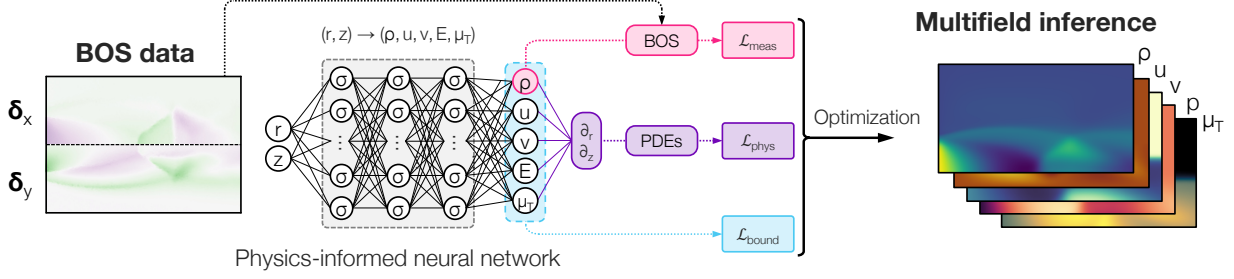 BOS data
δx
δy
(r, z) → (ρ, u, v, E, μT)
r
z
σ σ σ
σ σ σ
σ σ σ
σ σ σ
ρ
u
v
E
μT
∂r
∂z
BOS
PDEs
ℒmeas
ℒphys
ℒbound
Physics-informed neural network
Optimization
Multifield inference
ρ
u
v
p
μT